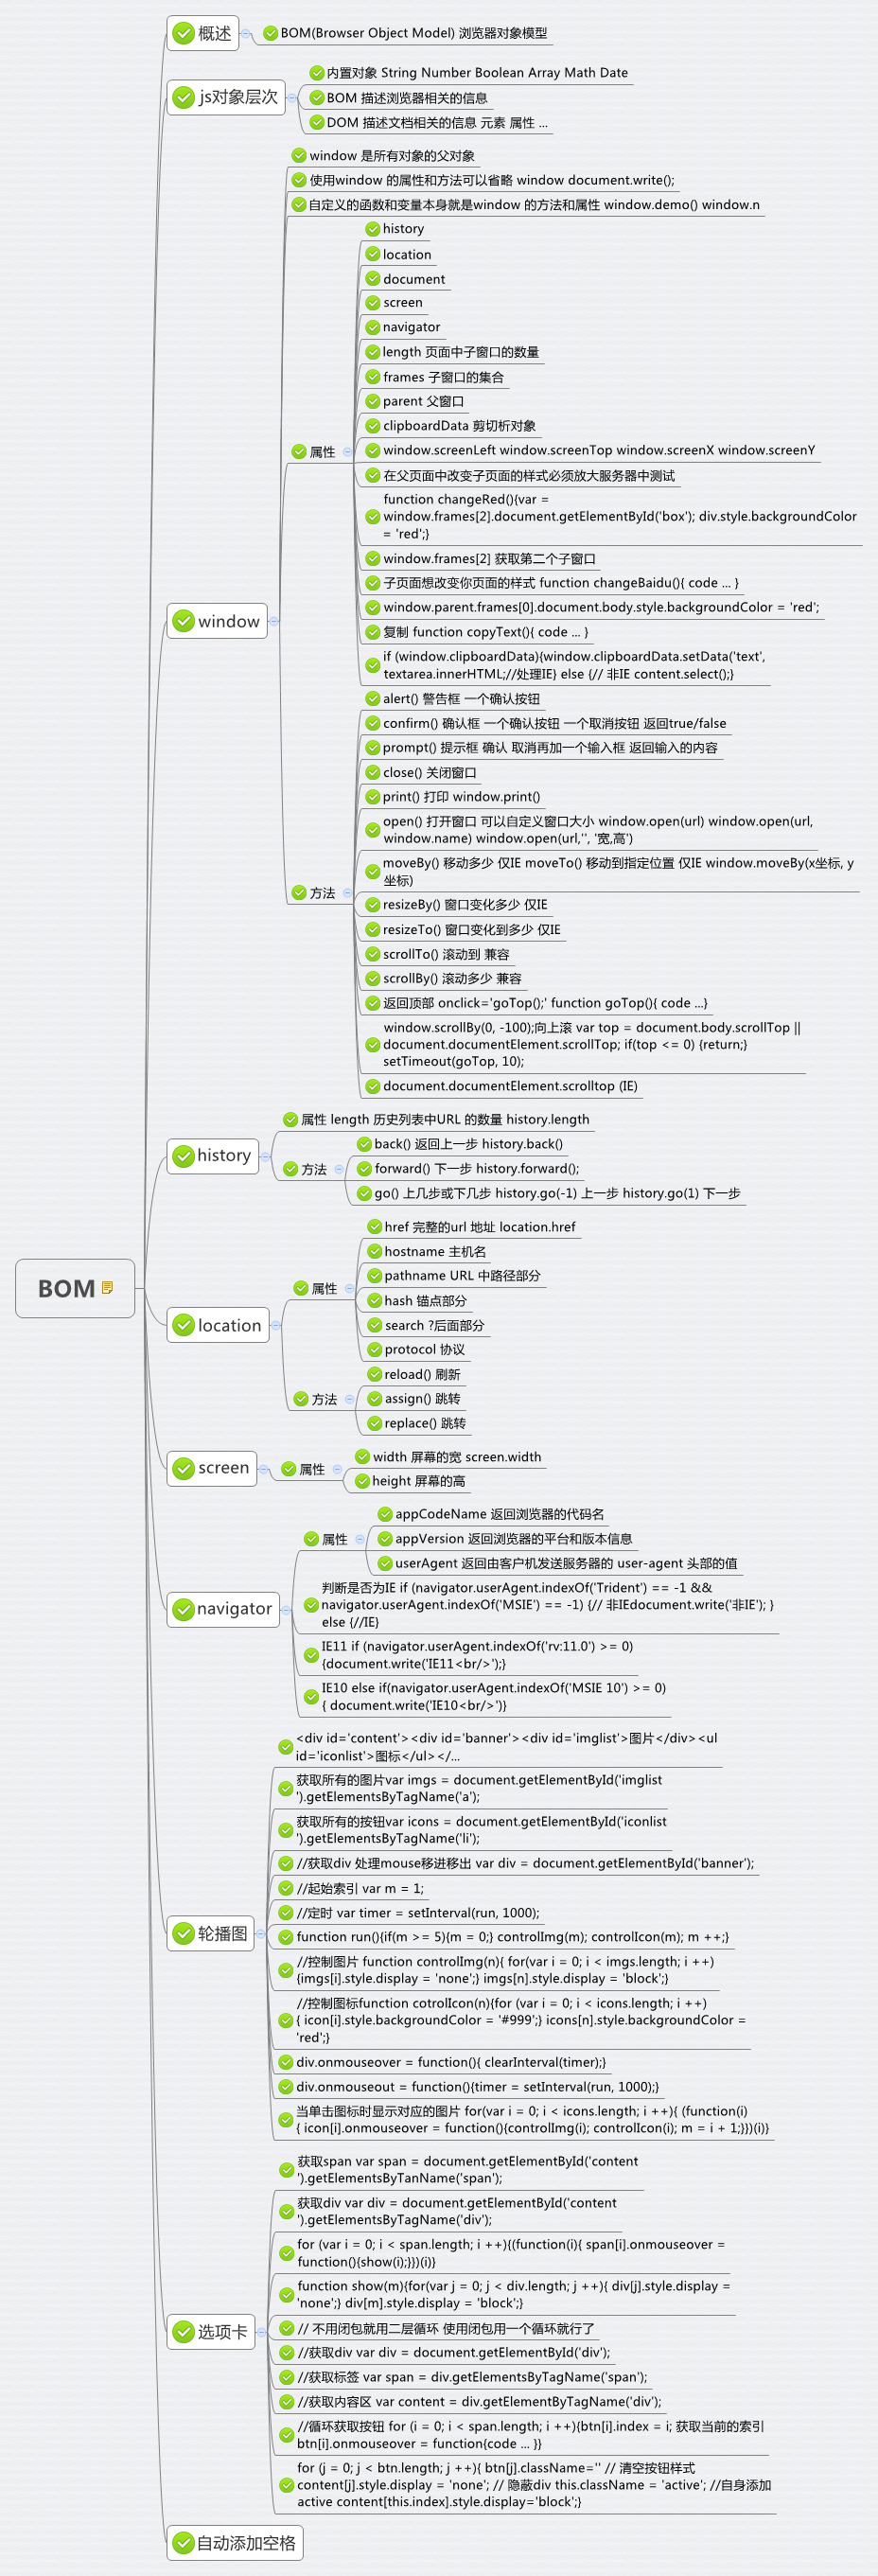 概述
BOM(Browser Object Model) 浏览器对象模型
js对象层次
内置对象 String Number Boolean Array Math Date
BOM 描述浏览器相关的信息
DOM 描述文档相关的信息 元素 属性 ...
window
window 是所有对象的父对象
使用window 的属性和方法可以省略 window document.write();
自定义的函数和变量本身就是window 的方法和属性 window.demo() window.n
属性
history
location
document
screen
navigator
length 页面中子窗口的数量
frames 子窗口的集合
parent 父窗口
clipboardData 剪切析对象
window.screenLeft window.screenTop window.screenX window.screenY
在父页面中改变子页面的样式必须放大服务器中测试
function changeRed(){var =
window.frames[2].document.getElementById('box'); div.style.backgroundColor
= 'red';}
window.frames[2] 获取第二个子窗口
子页面想改变你页面的样式 function changeBaidu(){ code ... }
window.parent.frames[0].document.body.style.backgroundColor = 'red';
复制 function copyText(){ code ... }
if (window.clipboardData){window.clipboardData.setData('text',
textarea.innerHTML;//处理IE} else {// 非IE content.select();}
方法
alert() 警告框 一个确认按钮
confirm() 确认框 一个确认按钮 一个取消按钮 返回true/false
prompt() 提示框 确认 取消再加一个输入框 返回输入的内容
close() 关闭窗口
print() 打印 window.print()
open() 打开窗口 可以自定义窗口大小 window.open(url) window.open(url,
window.name) window.open(url,'', '宽,高')
moveBy() 移动多少 仅IE moveTo() 移动到指定位置 仅IE window.moveBy(x坐标, y
坐标)
resizeBy() 窗口变化多少 仅IE
resizeTo() 窗口变化到多少 仅IE
scrollTo() 滚动到 兼容
scrollBy() 滚动多少 兼容
返回顶部 onclick='goTop();' function goTop(){ code ...}
window.scrollBy(0, -100);向上滚 var top = document.body.scrollTop ||
document.documentElement.scrollTop; if(top <= 0) {return;}
setTimeout(goTop, 10);
document.documentElement.scrolltop (IE)
history
属性 length 历史列表中URL 的数量 history.length
方法
back() 返回上一步 history.back()
forward() 下一步 history.forward();
go() 上几步或下几步 history.go(-1) 上一步 history.go(1) 下一步
BOM
location
属性
href 完整的url 地址 location.href
hostname 主机名
pathname URL 中路径部分
hash 锚点部分
search ?后面部分
protocol 协议
方法
reload() 刷新
assign() 跳转
replace() 跳转
screen
属性
width 屏幕的宽 screen.width
height 屏幕的高
navigator
属性
appCodeName 返回浏览器的代码名
appVersion 返回浏览器的平台和版本信息
userAgent 返回由客户机发送服务器的 user-agent 头部的值
判断是否为IE if (navigator.userAgent.indexOf('Trident') == -1 &&
navigator.userAgent.indexOf('MSIE') == -1) {// 非IEdocument.write('非IE'); }
else {//IE}
IE11 if (navigator.userAgent.indexOf('rv:11.0') >= 0)
{document.write('IE11<br/>');}
IE10 else if(navigator.userAgent.indexOf('MSIE 10') >= 0)
{ document.write('IE10<br/>')}
轮播图
<div id='content'><div id='banner'><div id='imglist'>图片</div><ul
id='iconlist'>图标</ul></...
获取所有的图片var imgs = document.getElementById('imglist
').getElementsByTagName('a');
获取所有的按钮var icons = document.getElementById('iconlist
').getElementsByTagName('li');
//获取div 处理mouse移进移出 var div = document.getElementById('banner');
//起始索引 var m = 1;
//定时 var timer = setInterval(run, 1000);
function run(){if(m >= 5){m = 0;} controlImg(m); controlIcon(m); m ++;}
//控制图片 function controlImg(n){ for(var i = 0; i < imgs.length; i ++)
{imgs[i].style.display = 'none';} imgs[n].style.display = 'block';}
//控制图标function cotrolIcon(n){for (var i = 0; i < icons.length; i ++)
{ icon[i].style.backgroundColor = '#999';} icons[n].style.backgroundColor =
'red';}
div.onmouseover = function(){ clearInterval(timer);}
div.onmouseout = function(){timer = setInterval(run, 1000);}
当单击图标时显示对应的图片 for(var i = 0; i < icons.length; i ++){ (function(i)
{ icon[i].onmouseover = function(){controlImg(i); controlIcon(i); m = i + 1;}})(i)}
选项卡
获取span var span = document.getElementById('content
').getElementsByTanName('span');
获取div var div = document.getElementById('content
').getElementsByTagName('div');
for (var i = 0; i < span.length; i ++){(function(i){ span[i].onmouseover =
function(){show(i);}})(i)}
function show(m){for(var j = 0; j < div.length; j ++){ div[j].style.display =
'none';} div[m].style.display = 'block';}
// 不用闭包就用二层循环 使用闭包用一个循环就行了
//获取div var div = document.getElementById('div');
//获取标签 var span = div.getElementsByTagName('span');
//获取内容区 var content = div.getElementByTagName('div');
//循环获取按钮 for (i = 0; i < span.length; i ++){btn[i].index = i; 获取当前的索引
btn[i].onmouseover = function{code ... }}
for (j = 0; j < btn.length; j ++){ btn[j].className='' // 清空按钮样式
content[j].style.display = 'none'; // 隐蔽div this.className = 'active'; //自身添加
active content[this.index].style.display='block';}
自动添加空格